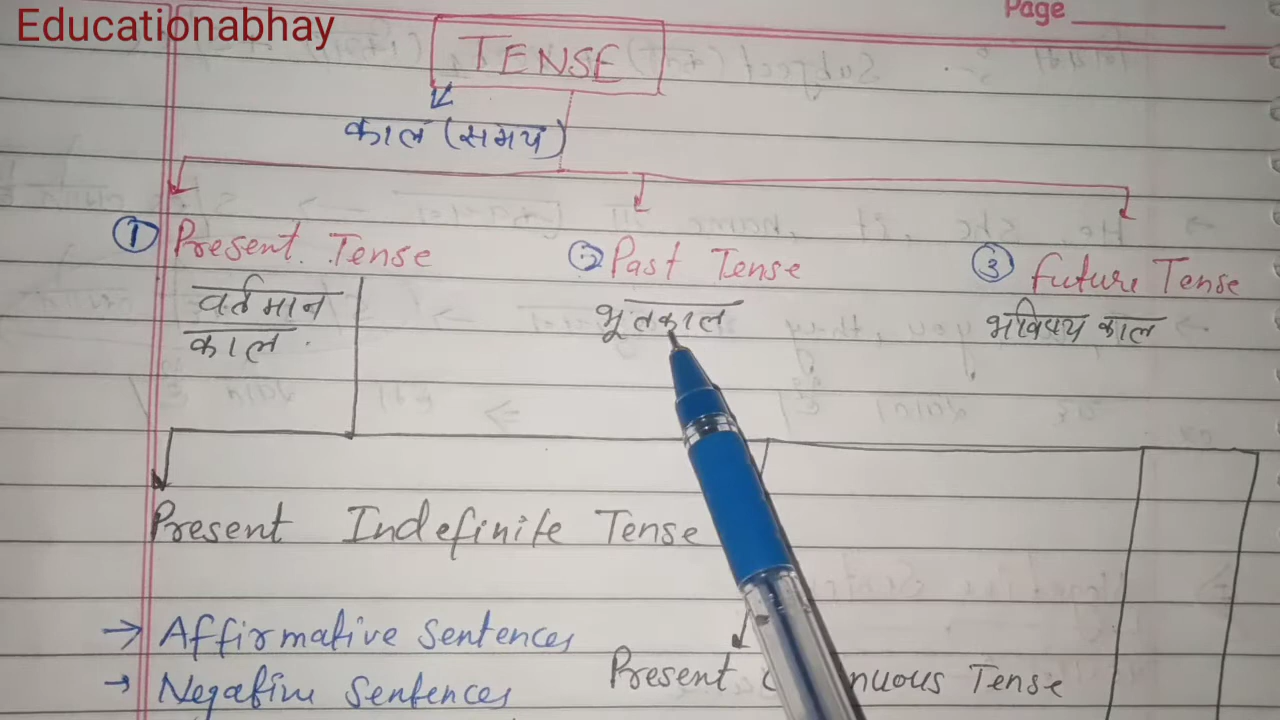 Educationabhay
Page
TENSE
काल (समय)
1 Present Tense
2 Past Tense
3 Future Tense
वर्तमान
काल
भूतकाल
भविषय काल
Present Indefinite Tense
→ Affirmative Sentences
Present nuous Tense
→ Negative Sentences